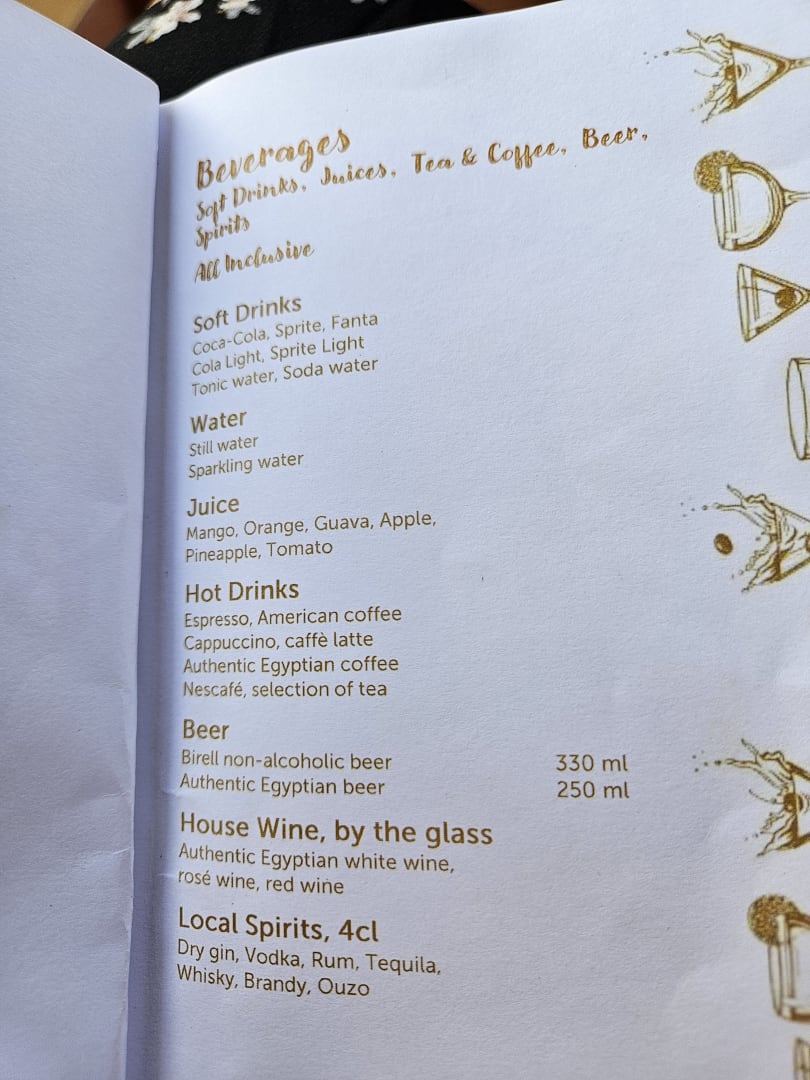 Beverages
Soft Drinks, Juices, Tea & Coffee, Beer,
Spirits
All Inclusive
Soft Drinks
Coca-Cola, Sprite, Fanta
Cola Light, Sprite Light
Tonic water, Soda water
Water
Still water
Sparkling water
Juice
Mango, Orange, Guava, Apple,
Pineapple, Tomato
Hot Drinks
Espresso, American coffee
Cappuccino, caffè latte
Authentic Egyptian coffee
Nescafé, selection of tea
Beer
Birell non-alcoholic beer 330 ml
Authentic Egyptian beer 250 ml
House Wine, by the glass
Authentic Egyptian white wine,
rosé wine, red wine
Local Spirits, 4cl
Dry gin, Vodka, Rum, Tequila,
Whisky, Brandy, Ouzo